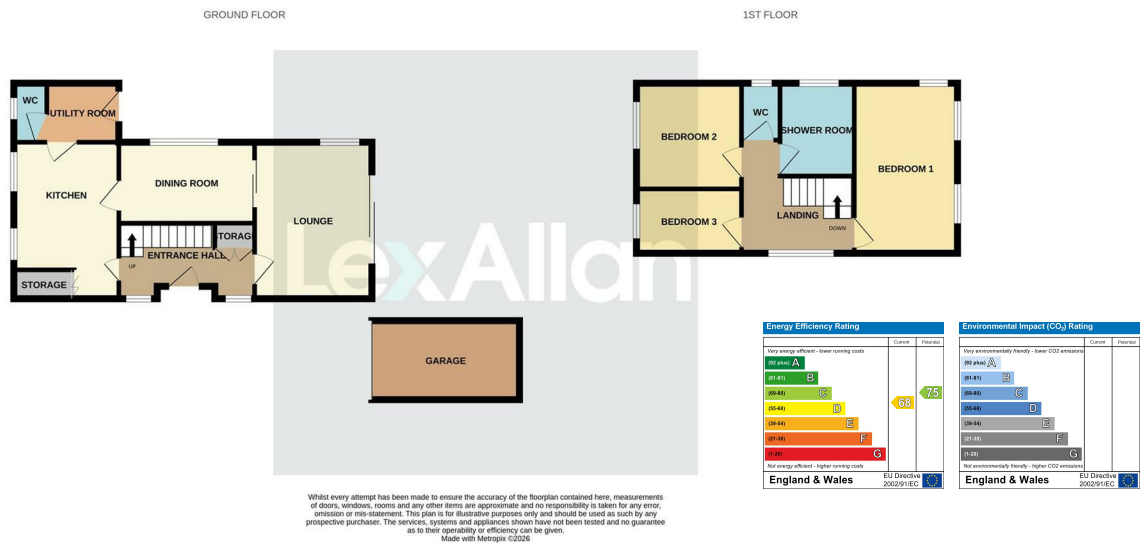 GROUND FLOOR
1ST FLOOR
WC
UTILITY ROOM
KITCHEN
DINING ROOM
LOUNGE
STORAGE
ENTRANCE HALL
UP
STORAGE
BEDROOM 2
WC
SHOWER ROOM
BEDROOM 1
BEDROOM 3
LANDING
DOWN
LexAllan
GARAGE
Energy Efficiency Rating
Current Potential
Very energy efficient - lower running costs
(92 plus) A
(81-91) B
(69-80) C
(55-68) D
(39-54) E
(21-38) F
(1-20) G
68
75
Not energy efficient - higher running costs
England & Wales
EU Directive
2002/91/EC
Environmental Impact (CO₂) Rating
Current Potential
Very environmentally friendly - lower CO2 emissions
(92 plus) A
(81-91) B
(69-80) C
(55-68) D
(39-54) E
(21-38) F
(1-20) G
Not environmentally friendly - higher CO2 emissions
England & Wales
EU Directive
2002/91/EC
Whilst every attempt has been made to ensure the accuracy of the floorplan contained here, measurements
of doors, windows, rooms and any other items are approximate and no responsibility is taken for any error,
omission or mis-statement. This plan is for illustrative purposes only and should be used as such by any
prospective purchaser. The services, systems and appliances shown have not been tested and no guarantee
as to their operability or efficiency can be given.
Made with Metropix ©2026